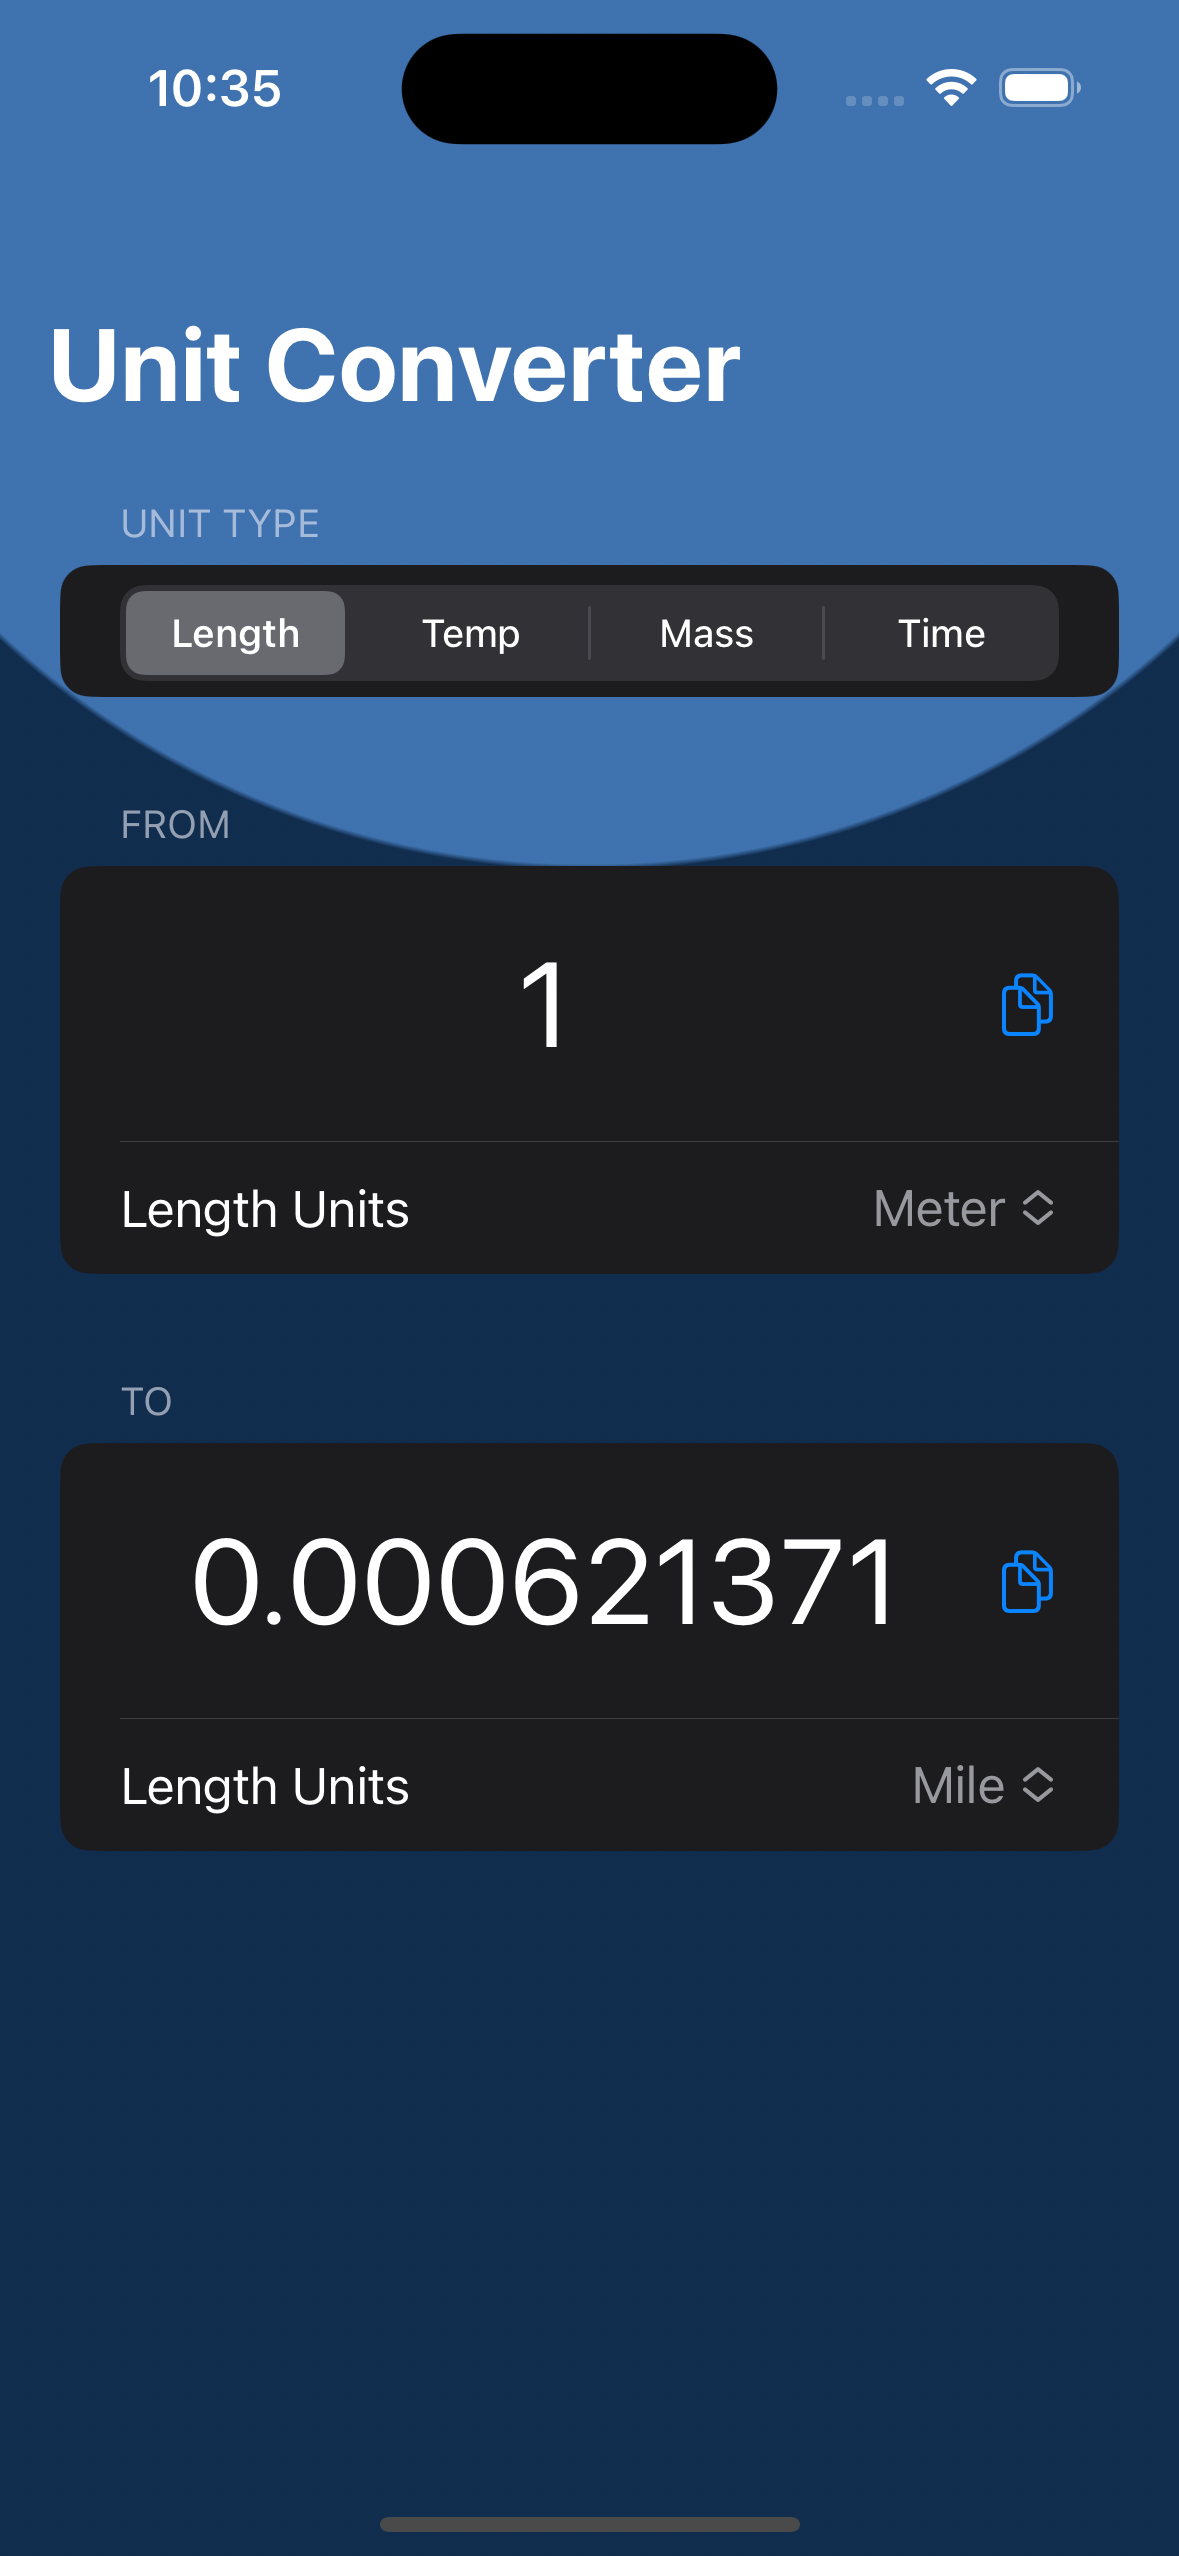 10:35
Unit Converter
UNIT TYPE
Length Temp Mass Time
FROM
1
Length Units Meter
TO
0.000621371
Length Units Mile